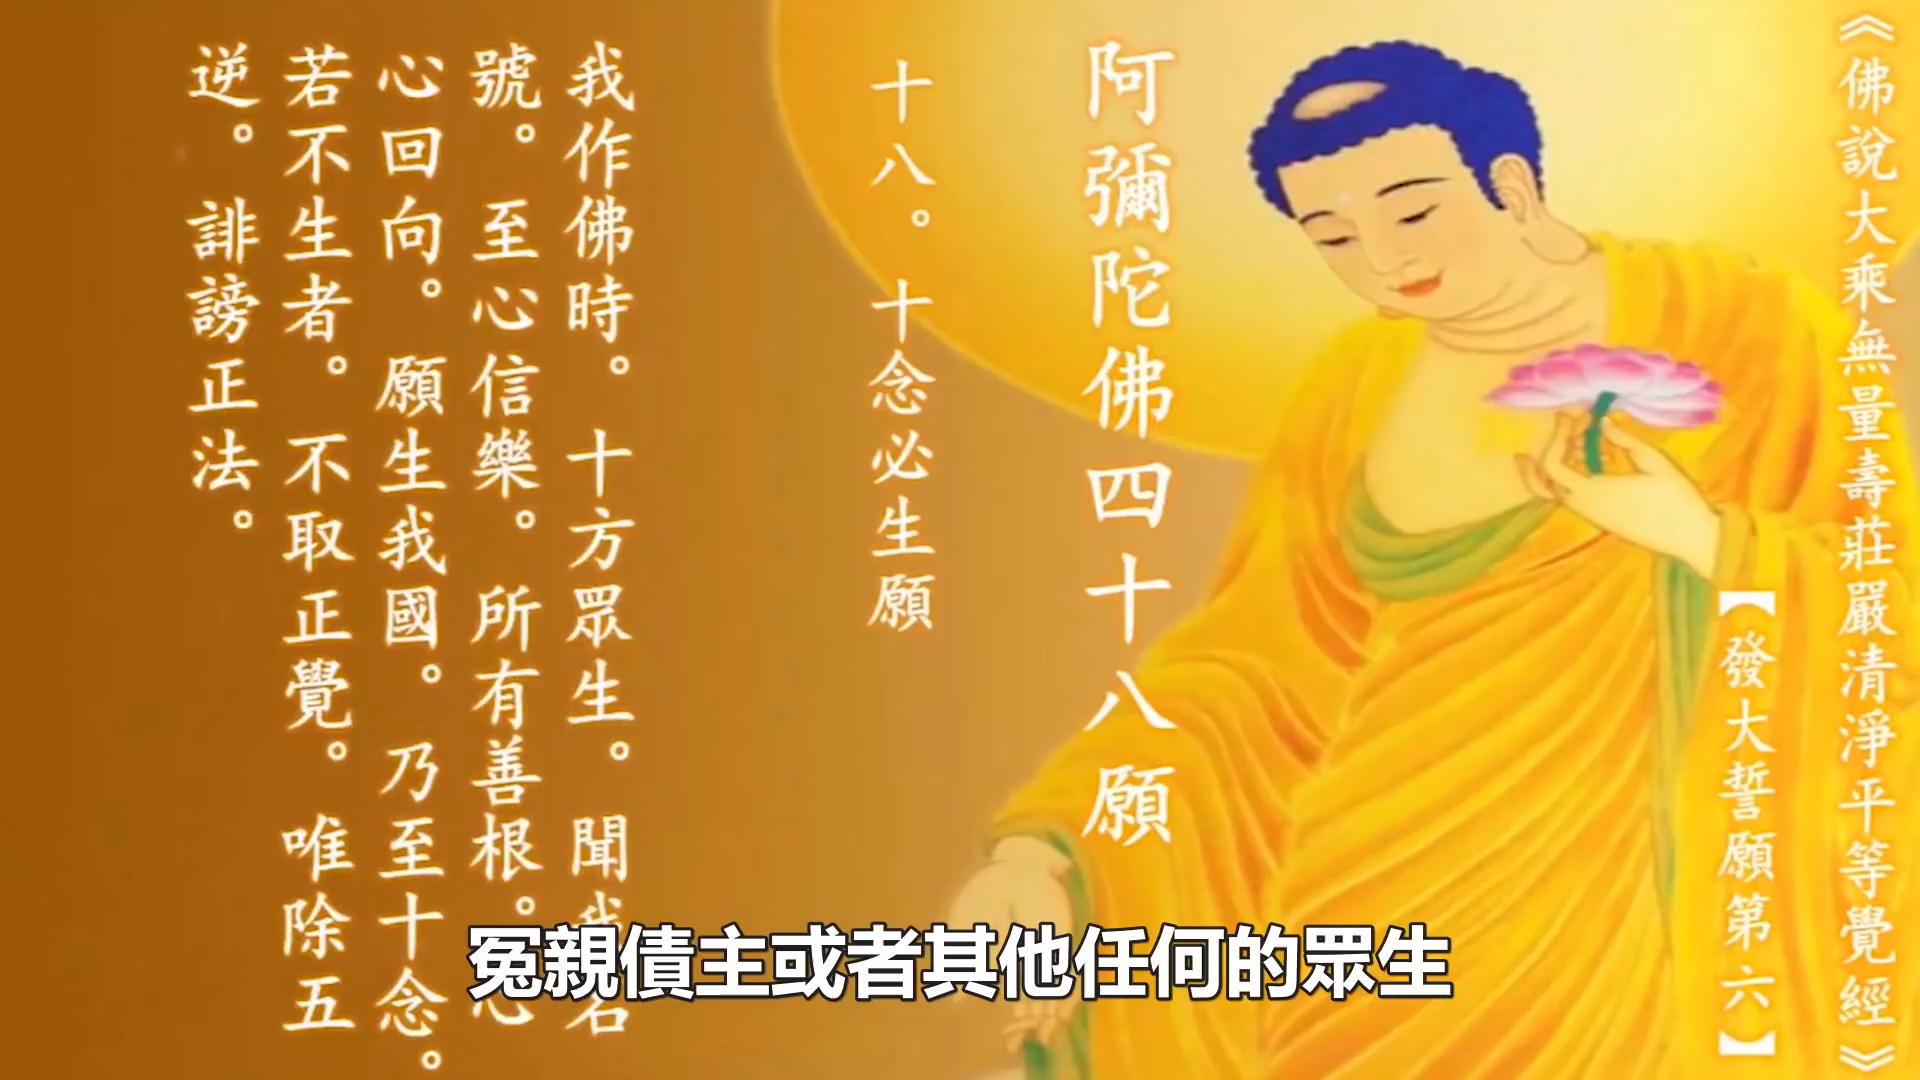 《佛說大乘無量壽莊嚴清淨平等覺經》
【發大誓願第六】
阿彌陀佛四十八願
十八。十念必生願
我作佛時。十方眾生。聞我名
號。至心信樂。所有善根。心
心回向。願生我國。乃至十念。
若不生者。不取正覺。唯除五
逆。誹謗正法。
冤親債主或者其他任何的眾生